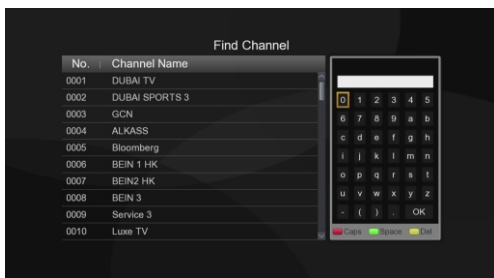 Find Channel
No. Channel Name
0001 DUBAI TV
0002 DUBAI SPORTS 3
0003 GCN
0004 ALKASS
0005 Bloomberg
0006 BEIN 1 HK
0007 BEIN2 HK
0008 BEIN 3
0009 Service 3
0010 Luxe TV
0 1 2 3 4 5
6 7 8 9 a b
c d e f g h
i j k l m n
o p q r s t
u v w x y z
- ( ) . OK
Caps Space Del